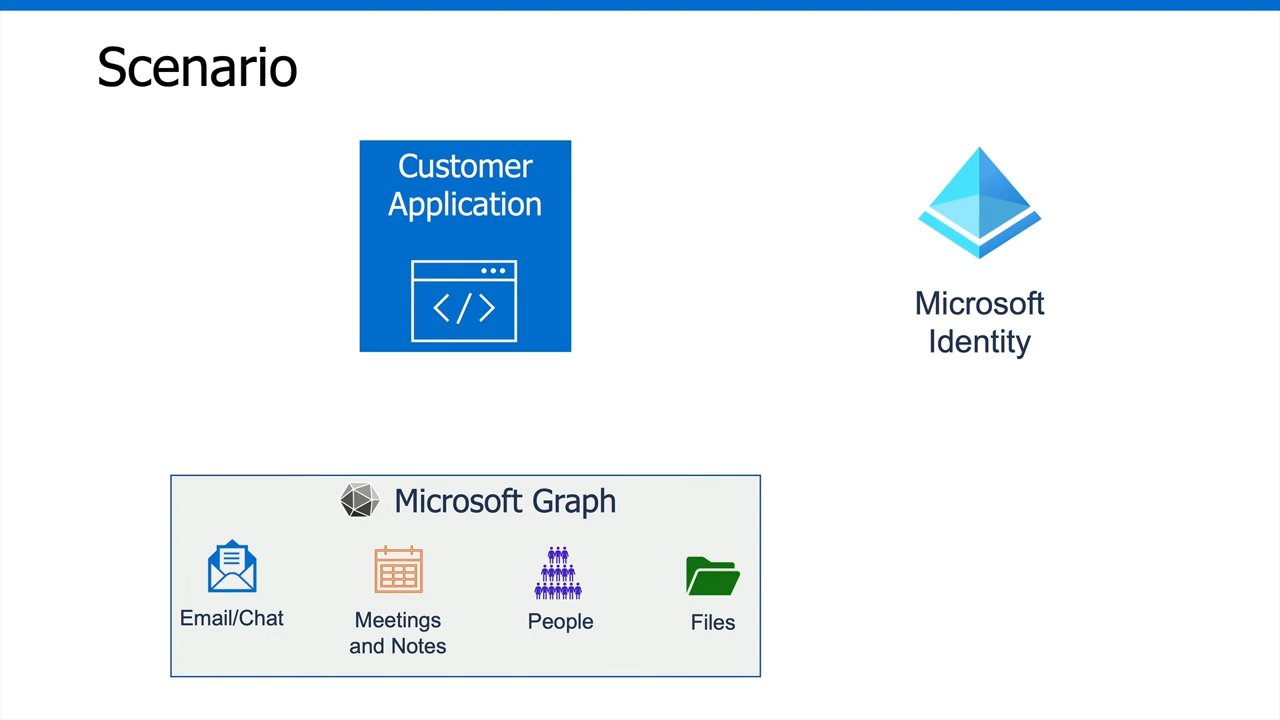 Scenario
Customer
Application
</>
Microsoft
Identity
Microsoft Graph
Email/Chat
Meetings
and Notes
People
Files